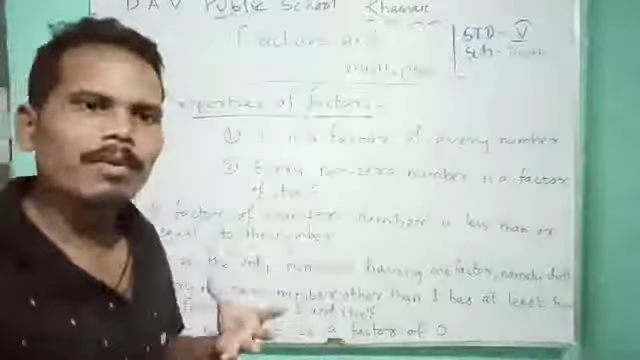 D A V Public School Khamar
STD - V
Sub - 
Factors and
multiples
Properties of factors -
① 1 is a factor of every number
② Every non-zero number is a factor
of
factor of non-zero number is less than or
equal to the number
is the only number having one factor, namely itself
number other than 1 has at least
and itself
is a factor of 0